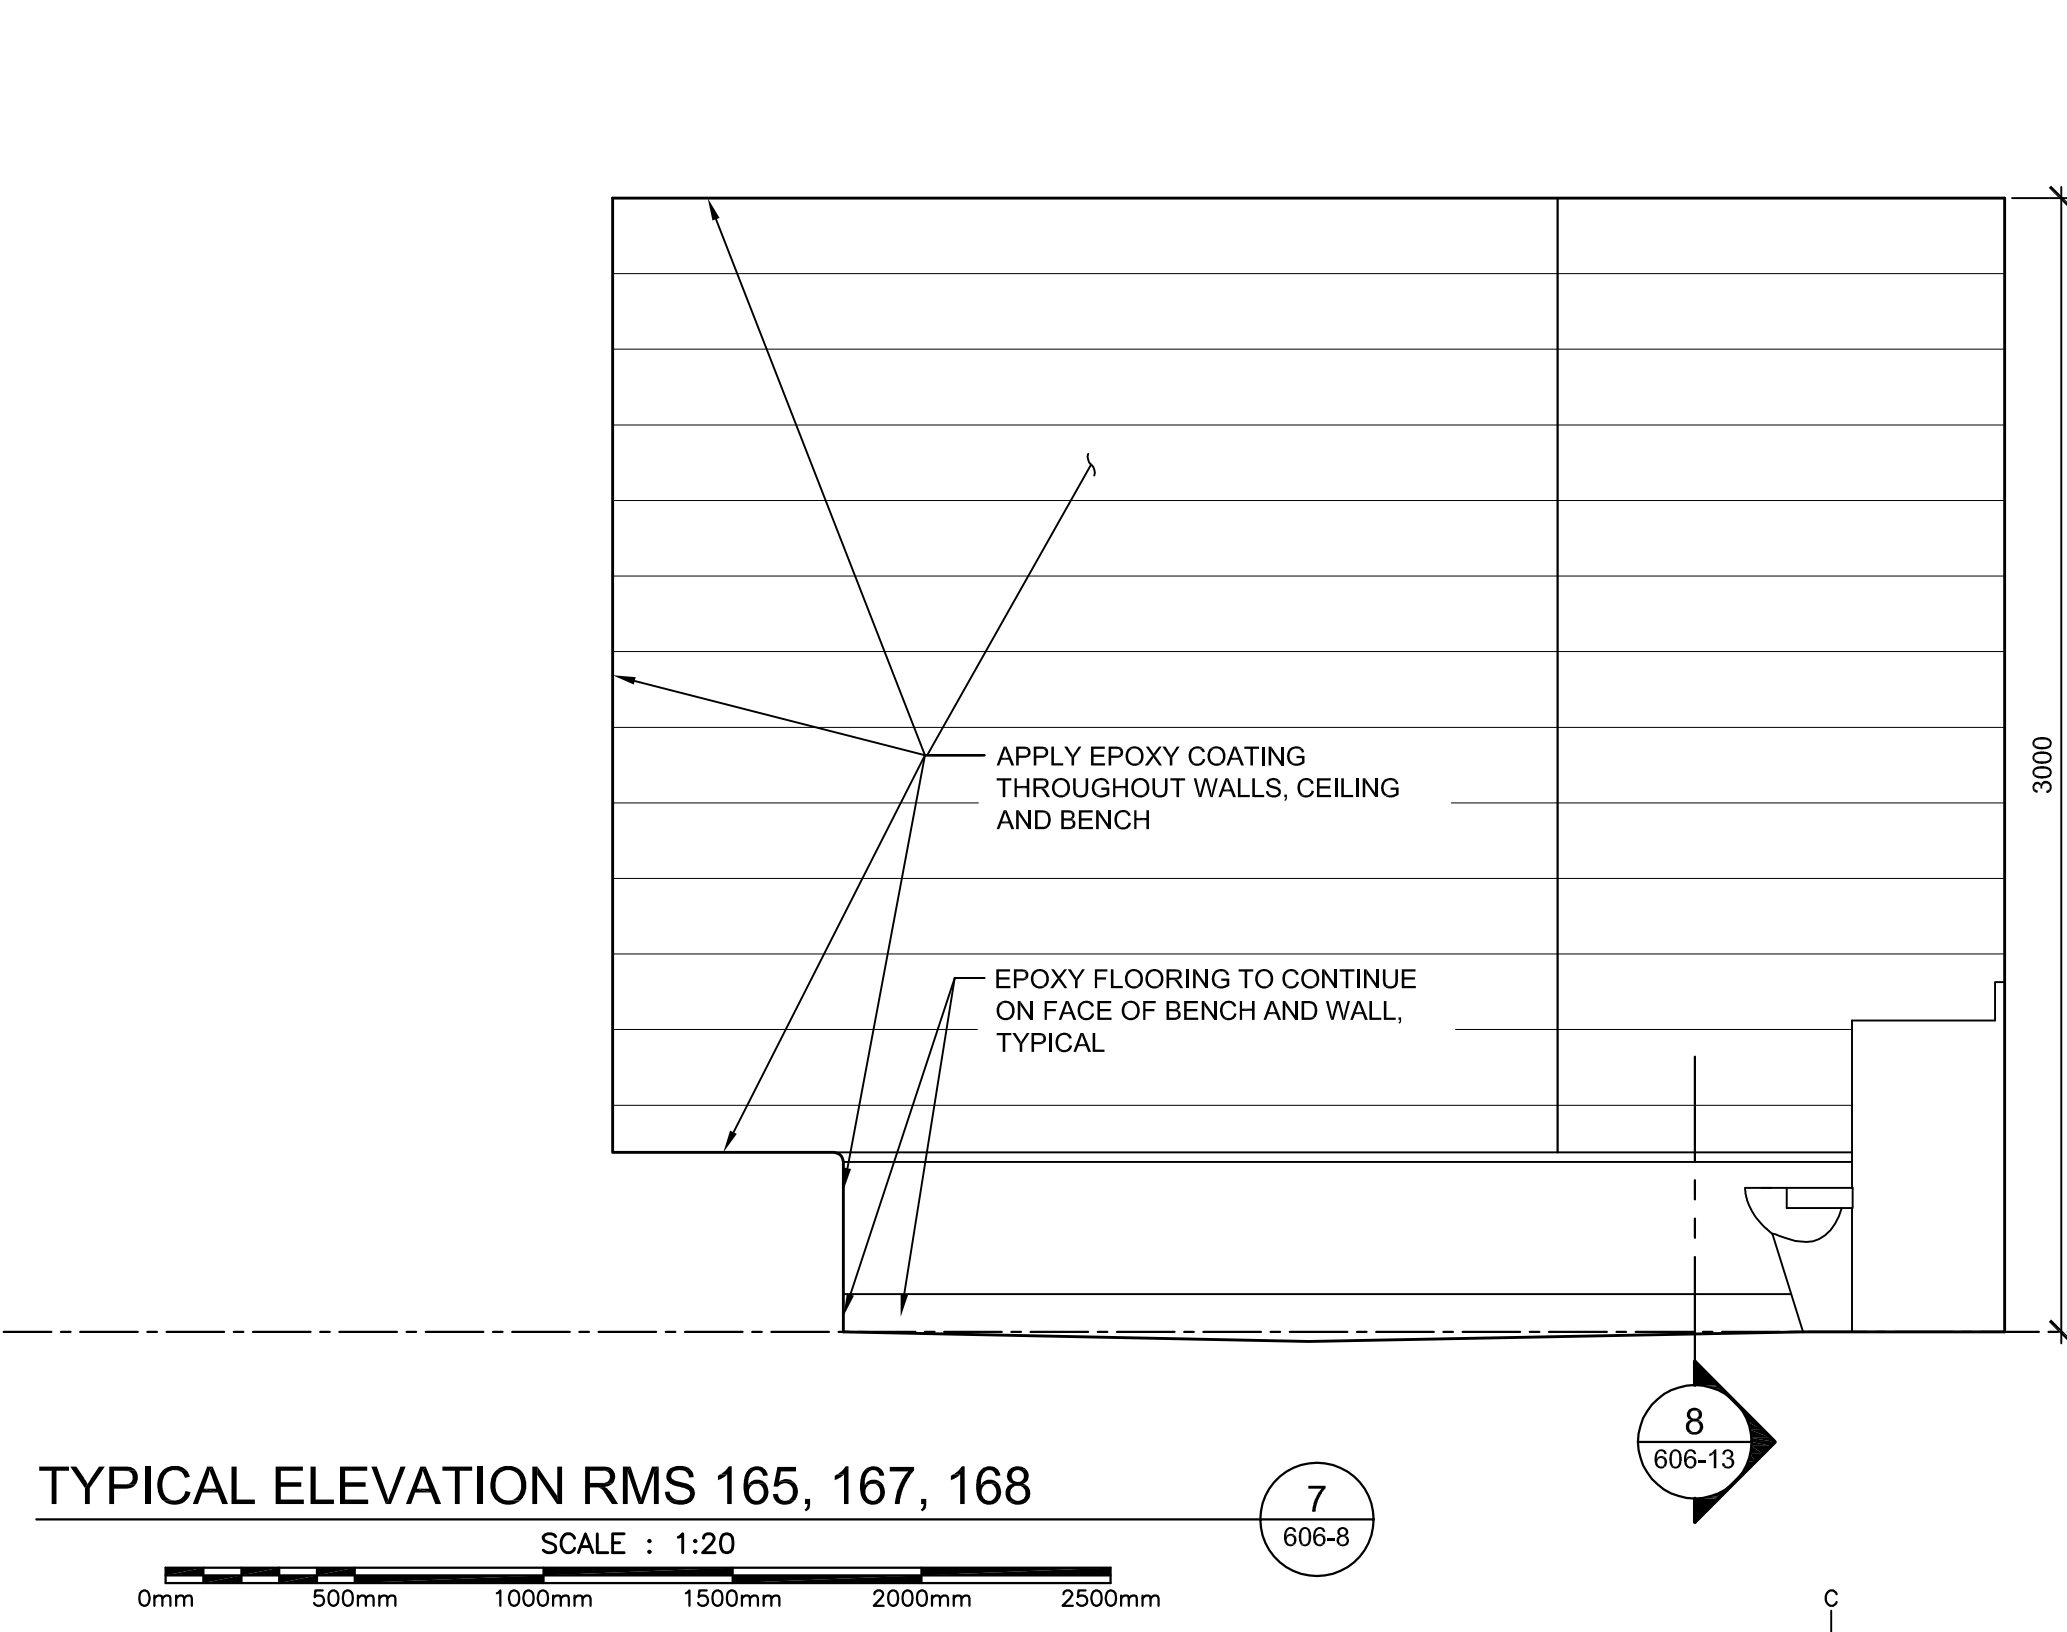 3000
APPLY EPOXY COATING
THROUGHOUT WALLS, CEILING
AND BENCH
EPOXY FLOORING TO CONTINUE
ON FACE OF BENCH AND WALL,
TYPICAL
8
606-13
TYPICAL ELEVATION RMS 165, 167, 168
7
606-8
SCALE : 1:20
0mm 500mm 1000mm 1500mm 2000mm 2500mm
C